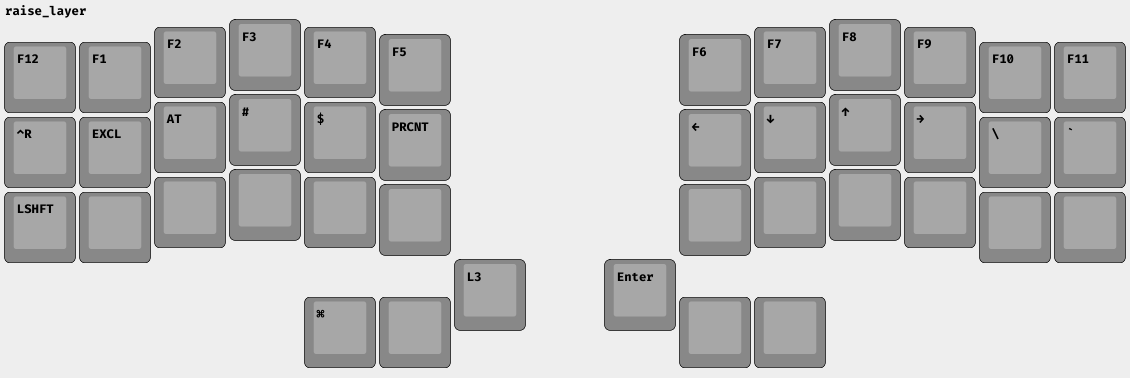 raise_layer
F12 F1 F2 F3 F4 F5 F6 F7 F8 F9 F10 F11
^R EXCL AT # $ PRCNT ← ↓ ↑ → \ `
LSHFT
L3 Enter
⌘